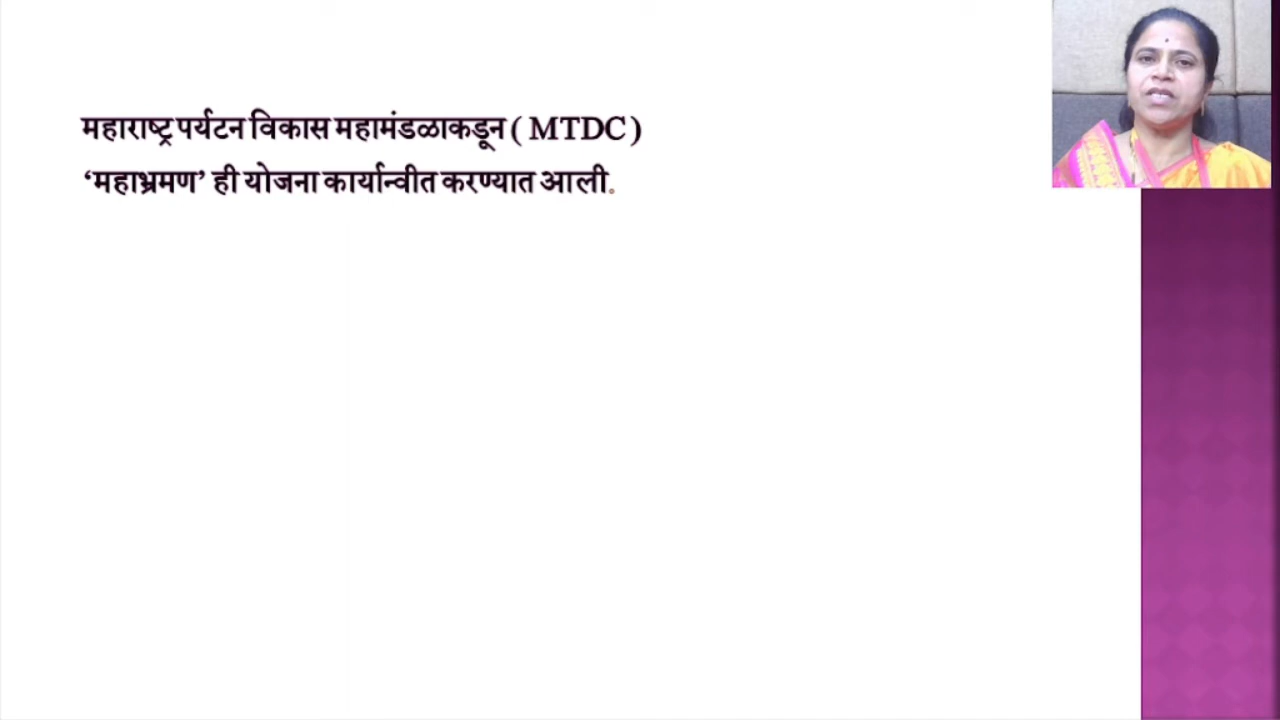 महाराष्ट्र पर्यटन विकास महामंडळाकडून ( MTDC )
‘महाभ्रमण’ ही योजना कार्यान्वीत करण्यात आली.